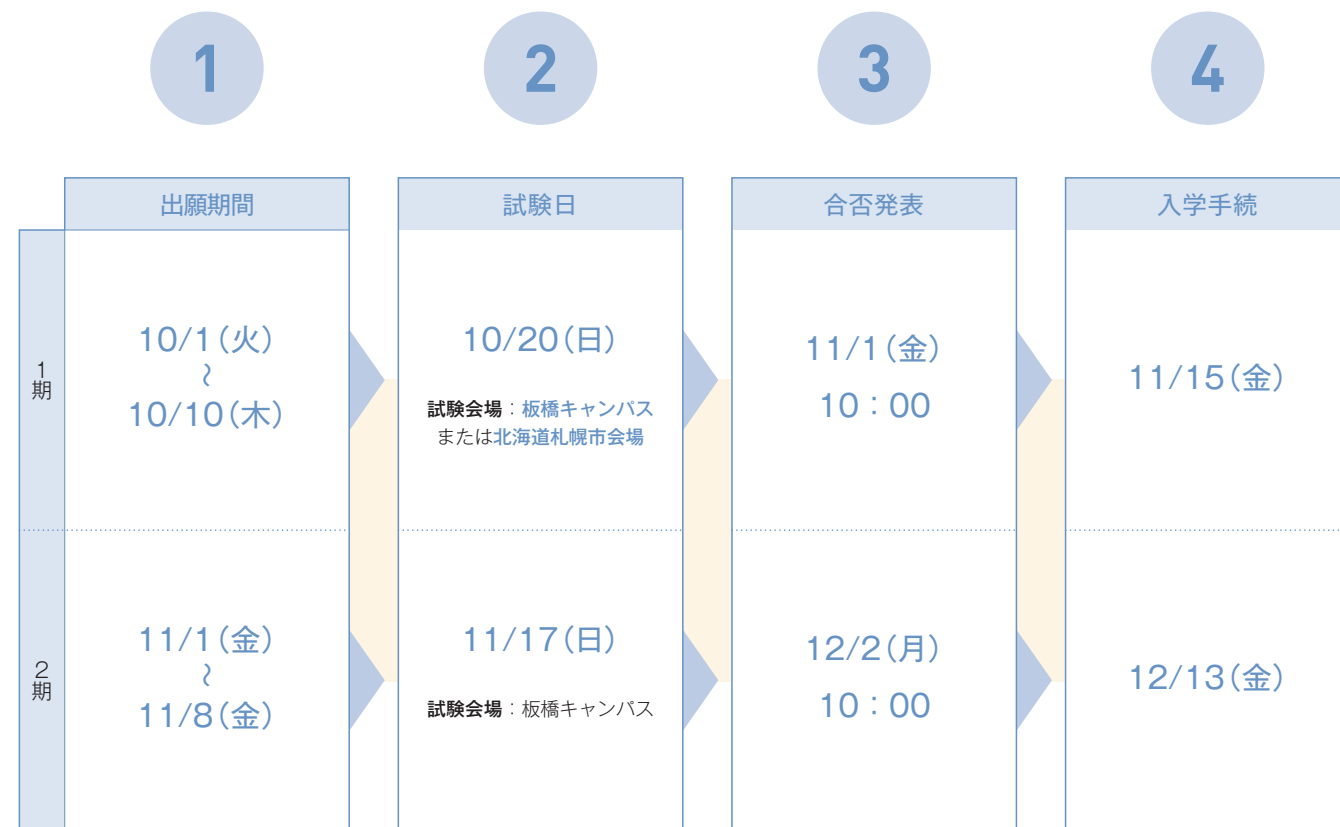 1
2
3
4
出願期間
試験日
合否発表
入学手続
1期
10/1(火)
〜
10/10(木)
10/20(日)
試験会場：板橋キャンパス
または北海道札幌市会場
11/1(金)
10：00
11/15(金)
2期
11/1(金)
〜
11/8(金)
11/17(日)
試験会場：板橋キャンパス
12/2(月)
10：00
12/13(金)